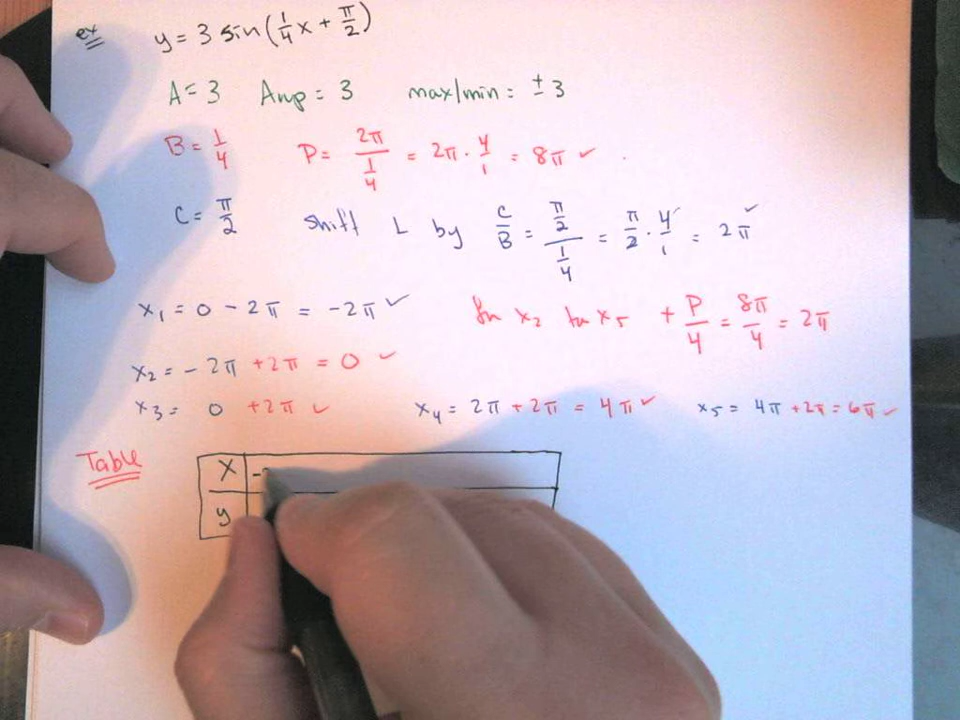 ex y = 3 sin(1/4 x + π/2)
A = 3 Amp = 3 max/min = ± 3
B = 1/4 P = 2π/(1/4) = 2π · 4/1 = 8π ✓
C = π/2 shift L by C/B = (π/2)/(1/4) = π/2 · 4/1 = 2π ✓
x₁ = 0 - 2π = -2π ✓ x₂ to x₅ + P/4 = 8π/4 = 2π
x₂ = - 2π + 2π = 0 ✓
x₃ = 0 + 2π ✓ x₄ = 2π + 2π = 4π ✓ x₅ = 4π + 2π = 6π ✓
Table
x -
y